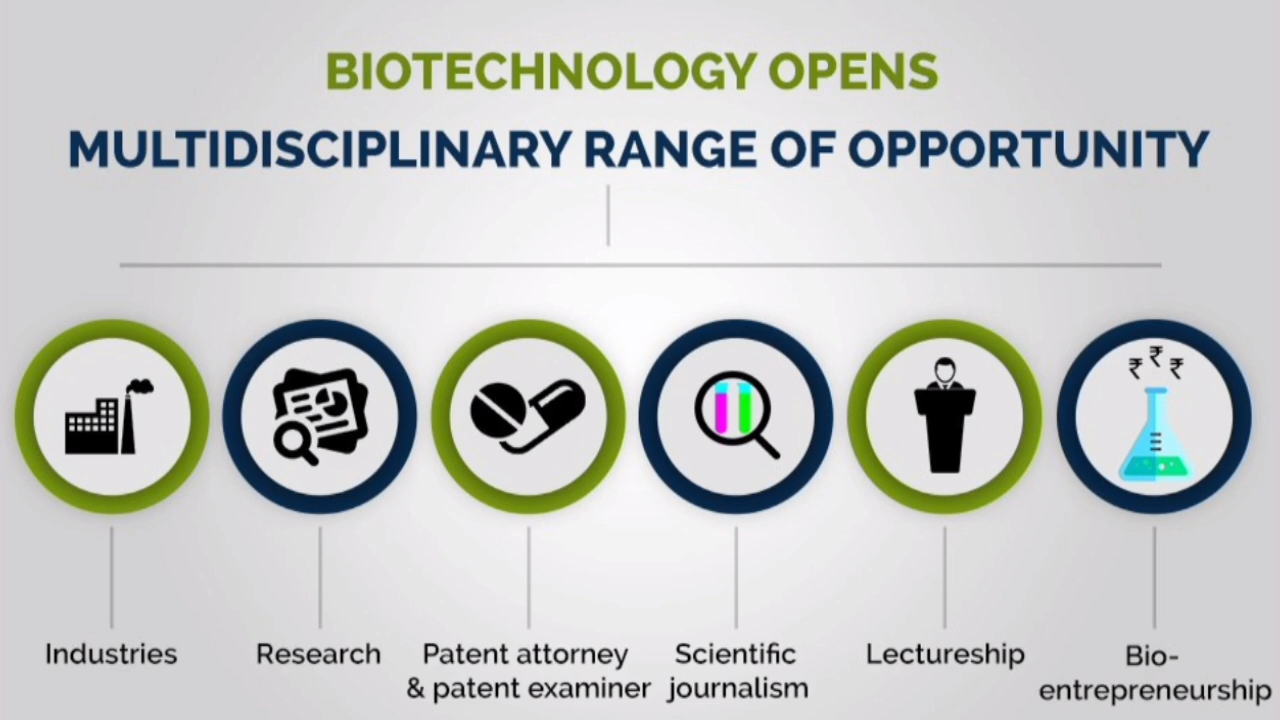 BIOTECHNOLOGY OPENS
MULTIDISCIPLINARY RANGE OF OPPORTUNITY
₹ ₹ ₹
Industries
Research
Patent attorney
& patent examiner
Scientific
journalism
Lectureship
Bio-
entrepreneurship